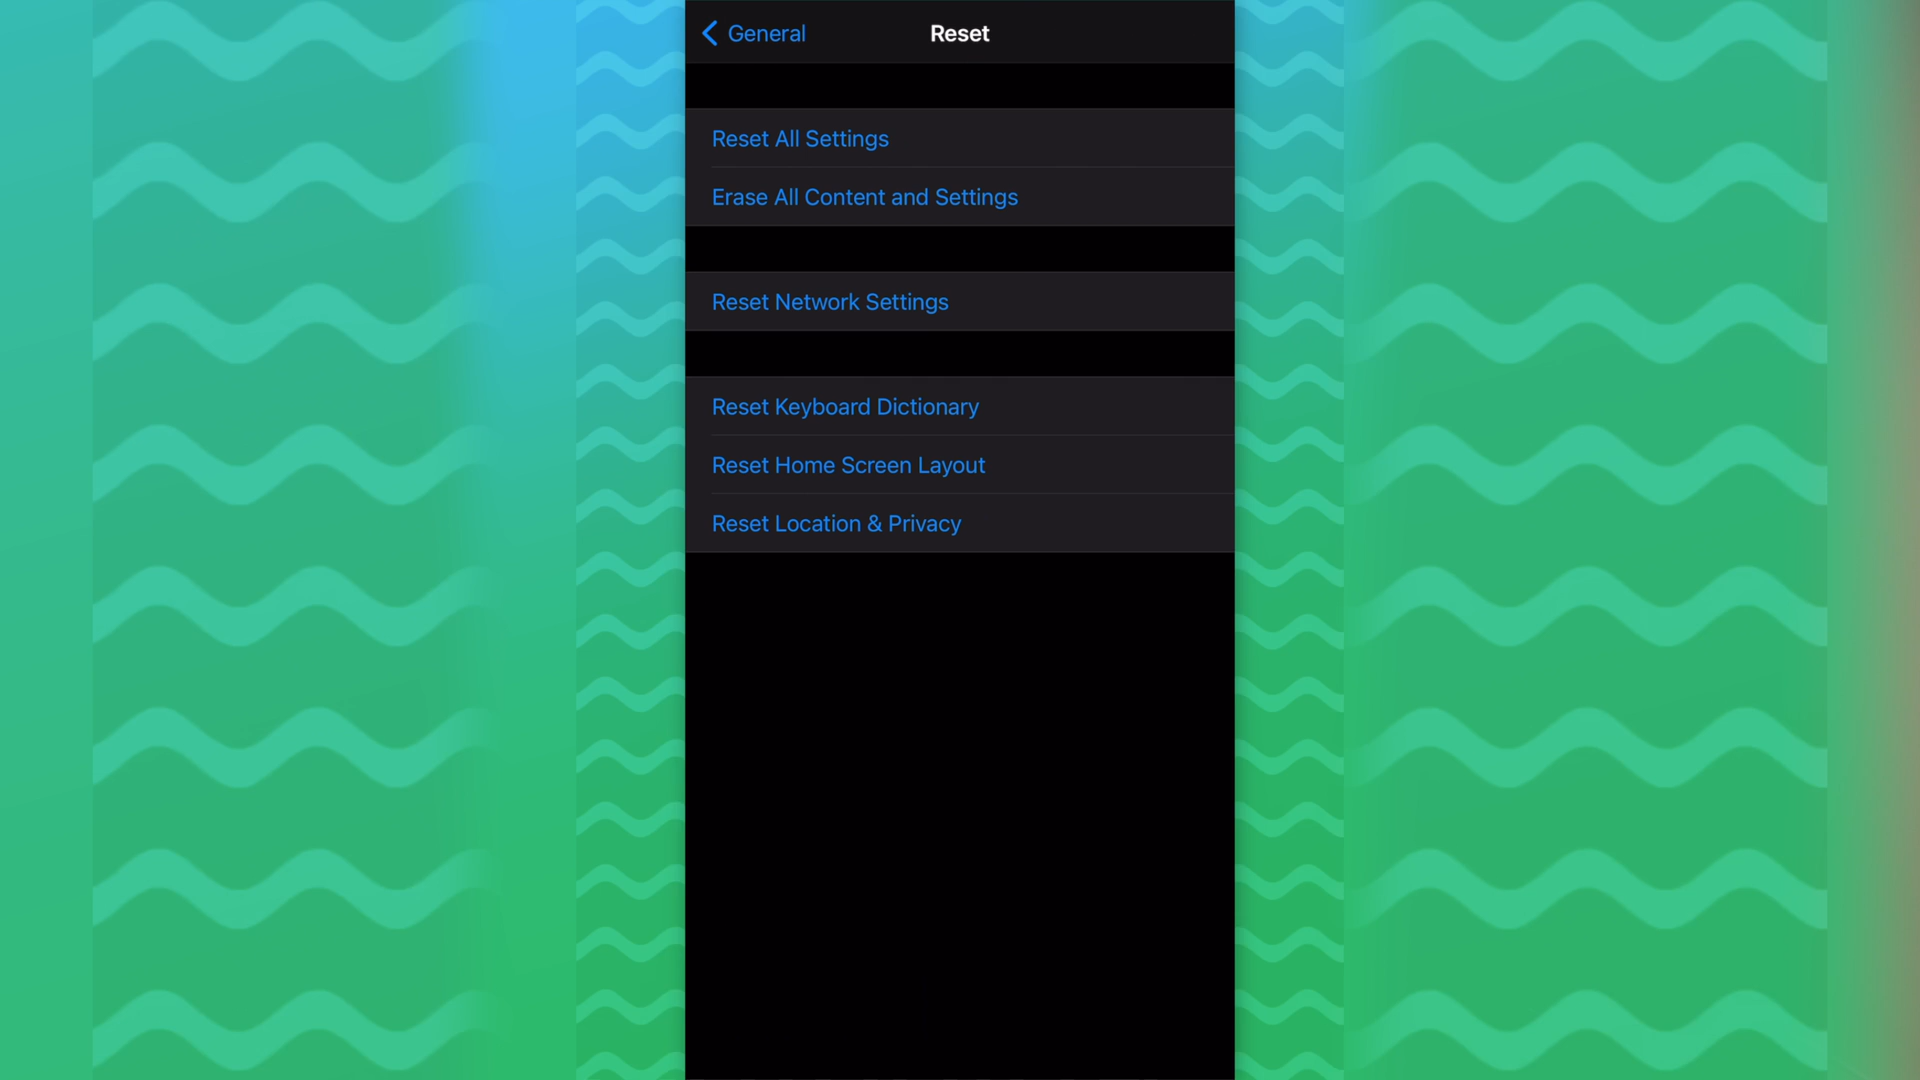 General
Reset
Reset All Settings
Erase All Content and Settings
Reset Network Settings
Reset Keyboard Dictionary
Reset Home Screen Layout
Reset Location & Privacy